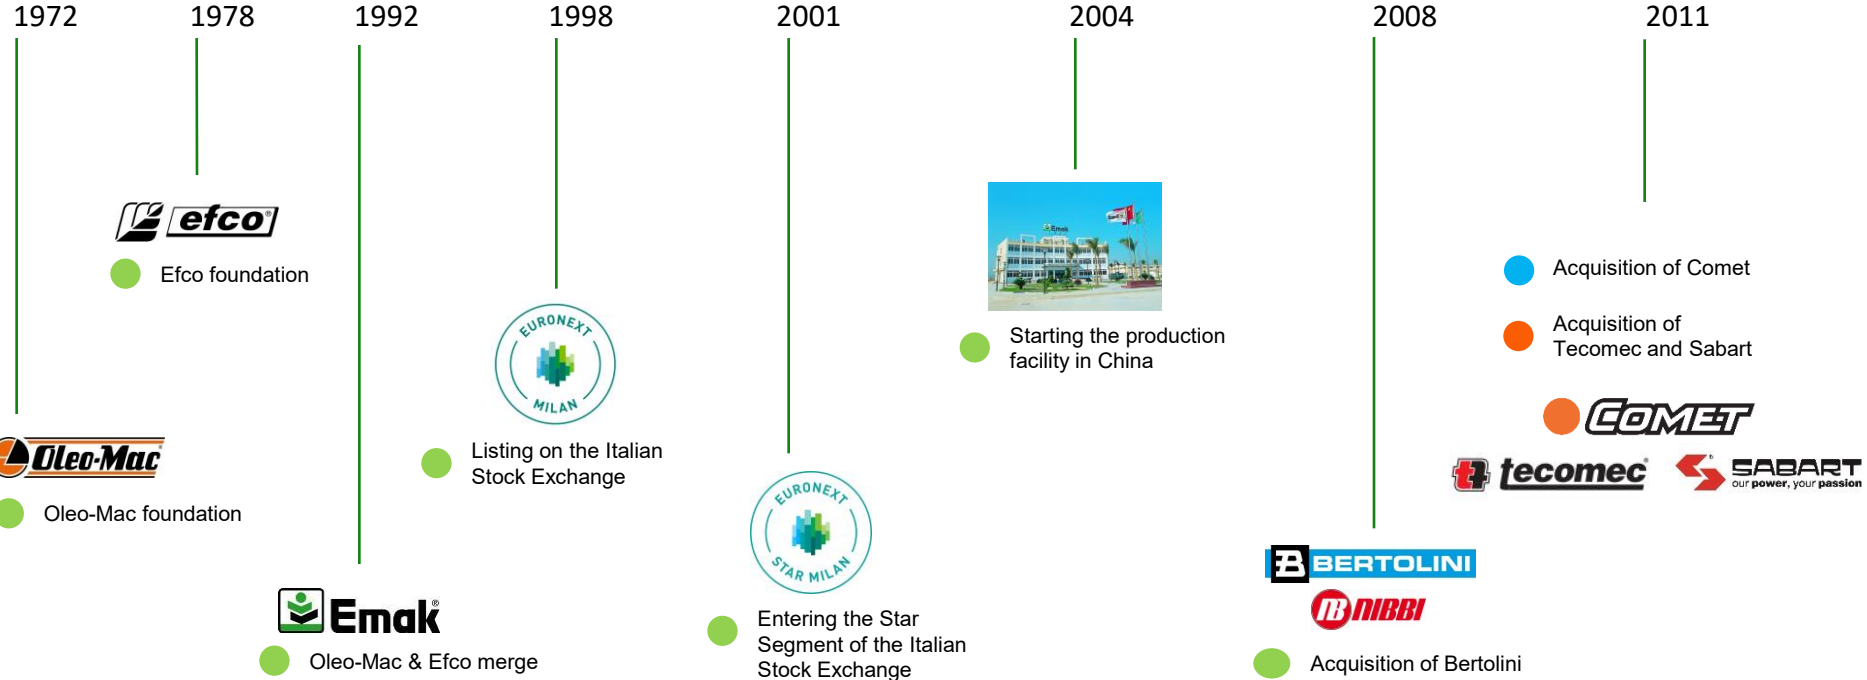 1972
1978
1992
1998
2001
2004
2008
2011
efco®
Efco foundation
Oleo-Mac
Oleo-Mac foundation
Emak®
Oleo-Mac & Efco merge
EURONEXT
MILAN
Listing on the Italian
Stock Exchange
EURONEXT
STAR MILAN
Entering the Star
Segment of the Italian
Stock Exchange
Emak
Starting the production
facility in China
B BERTOLINI
NIBBI
Acquisition of Bertolini
Acquisition of Comet
Acquisition of
Tecomec and Sabart
COMET
tecomec®
SABART
our power, your passion